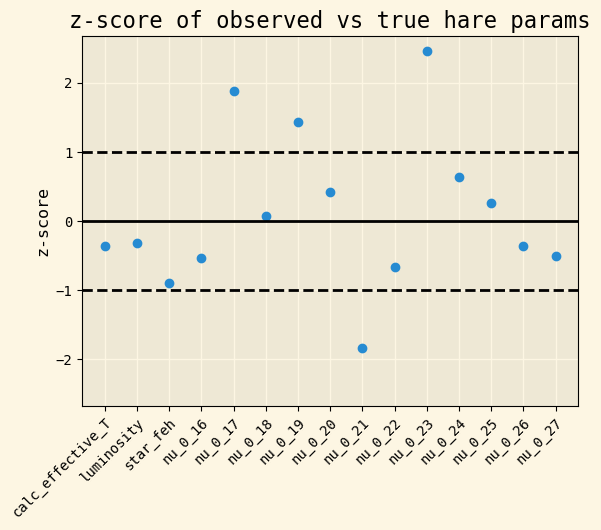 z-score of observed vs true hare params
z-score
2
1
0
−1
−2
calc_effective_T
luminosity
star_feh
nu_0_16
nu_0_17
nu_0_18
nu_0_19
nu_0_20
nu_0_21
nu_0_22
nu_0_23
nu_0_24
nu_0_25
nu_0_26
nu_0_27